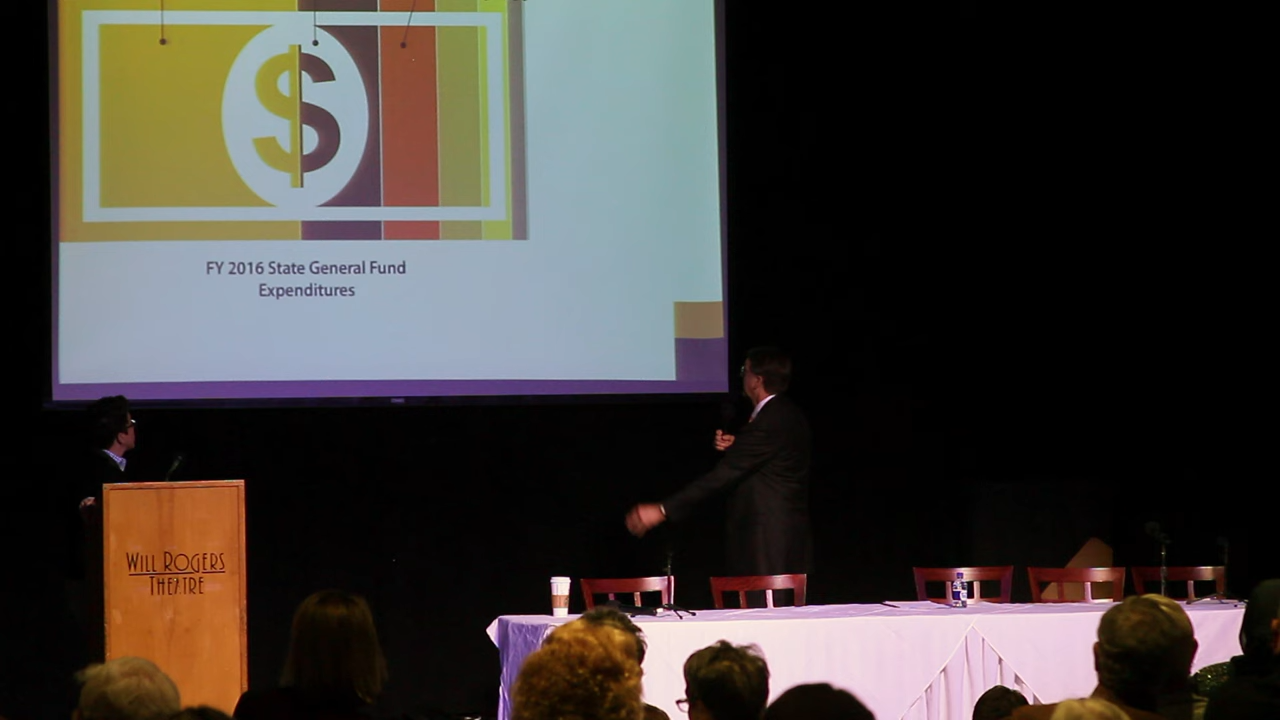 $
FY 2016 State General Fund
Expenditures
WILL ROGERS
THEATRE